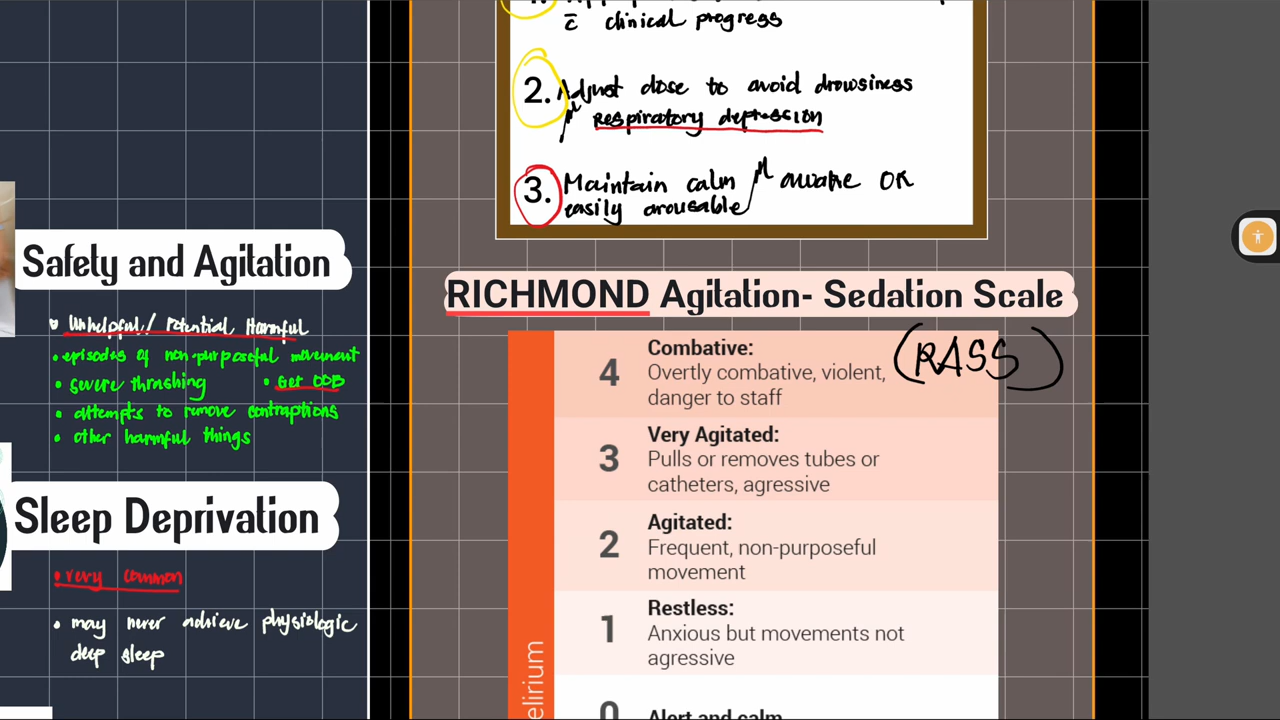 c̄ clinical progress
2. Adjust dose to avoid drowsiness
respiratory depression
3. Maintain calm awake OR
easily arousable
Safety and Agitation
Unhelpful / Potential Harmful
• episodes of non-purposeful movement
• severe thrashing • Get OOB
• attempts to remove contraptions
• other harmful things
Sleep Deprivation
• very common
• may never achieve physiologic
deep sleep
RICHMOND Agitation- Sedation Scale
(RASS)
4 Combative:
Overtly combative, violent,
danger to staff
3 Very Agitated:
Pulls or removes tubes or
catheters, agressive
2 Agitated:
Frequent, non-purposeful
movement
1 Restless:
Anxious but movements not
agressive
0 Alert and calm
elirium